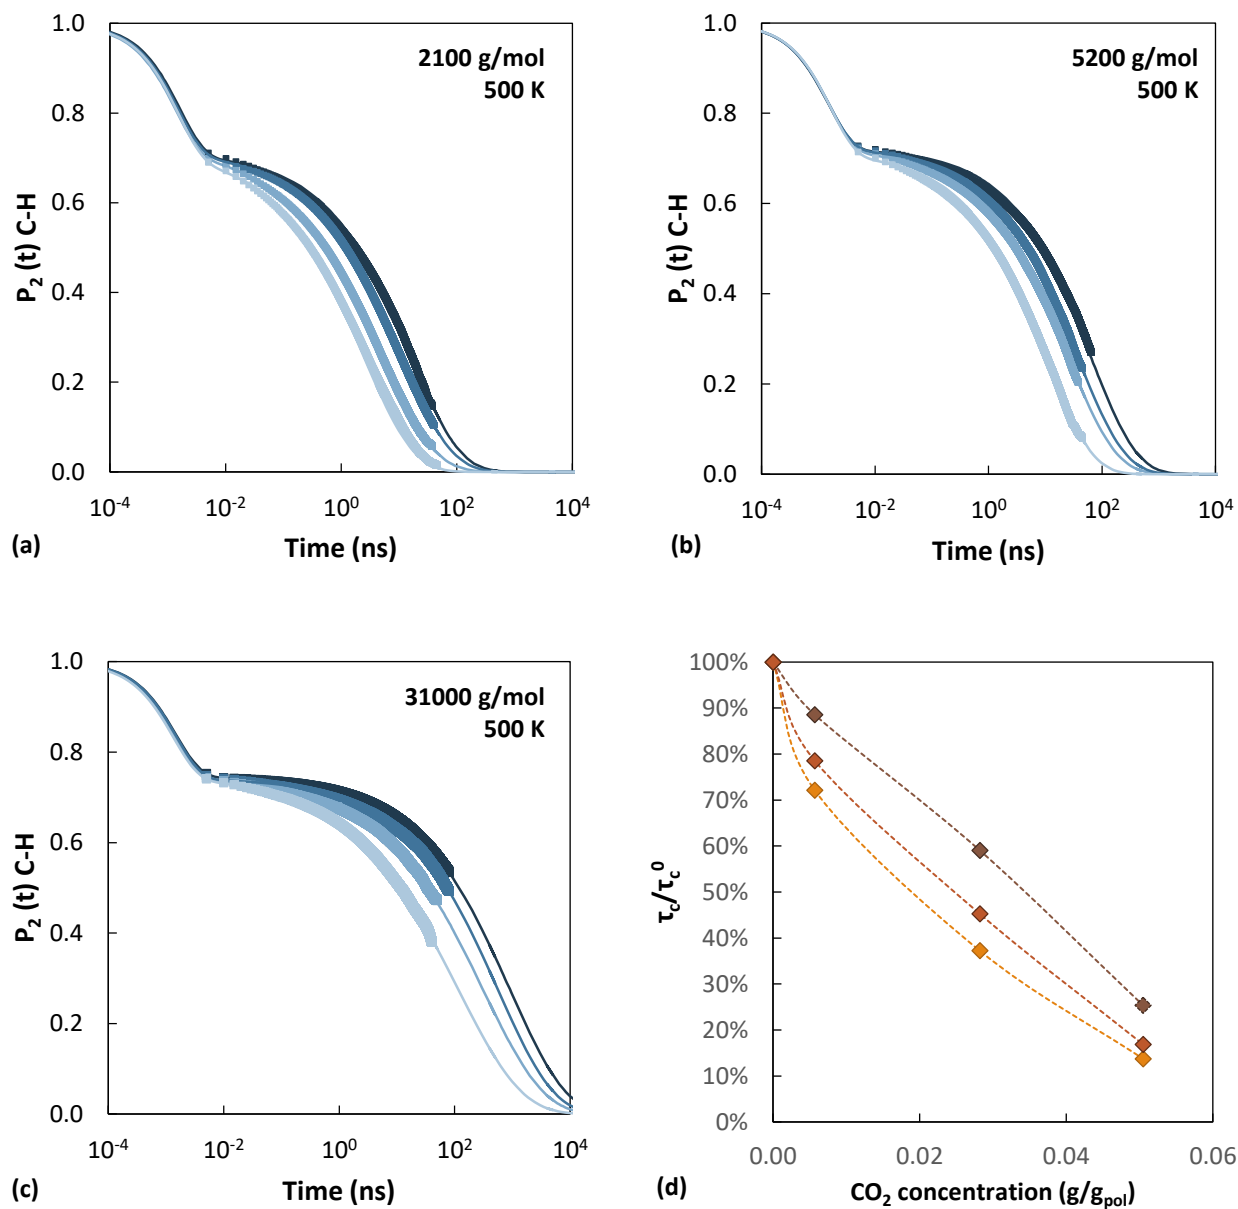 2100 g/mol
500 K
1.0
0.8
0.6
0.4
0.2
0.0
P₂ (t) C-H
10⁻⁴ 10⁻² 10⁰ 10² 10⁴
(a) Time (ns)
5200 g/mol
500 K
1.0
0.8
0.6
0.4
0.2
0.0
P₂ (t) C-H
10⁻⁴ 10⁻² 10⁰ 10² 10⁴
(b) Time (ns)
31000 g/mol
500 K
1.0
0.8
0.6
0.4
0.2
0.0
P₂ (t) C-H
10⁻⁴ 10⁻² 10⁰ 10² 10⁴
(c) Time (ns)
100%
90%
80%
70%
60%
50%
40%
30%
20%
10%
0%
τc/τc⁰
0.00 0.02 0.04 0.06
(d) CO₂ concentration (g/gpol)